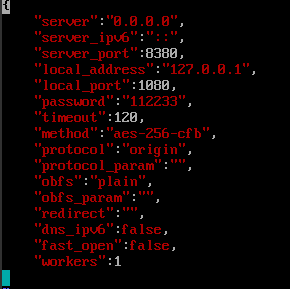 {
"server":"0.0.0.0",
"server_ipv6":"::",
"server_port":8380,
"local_address":"127.0.0.1",
"local_port":1080,
"password":"112233",
"timeout":120,
"method":"aes-256-cfb",
"protocol":"origin",
"protocol_param":"",
"obfs":"plain",
"obfs_param":"",
"redirect":"",
"dns_ipv6":false,
"fast_open":false,
"workers":1